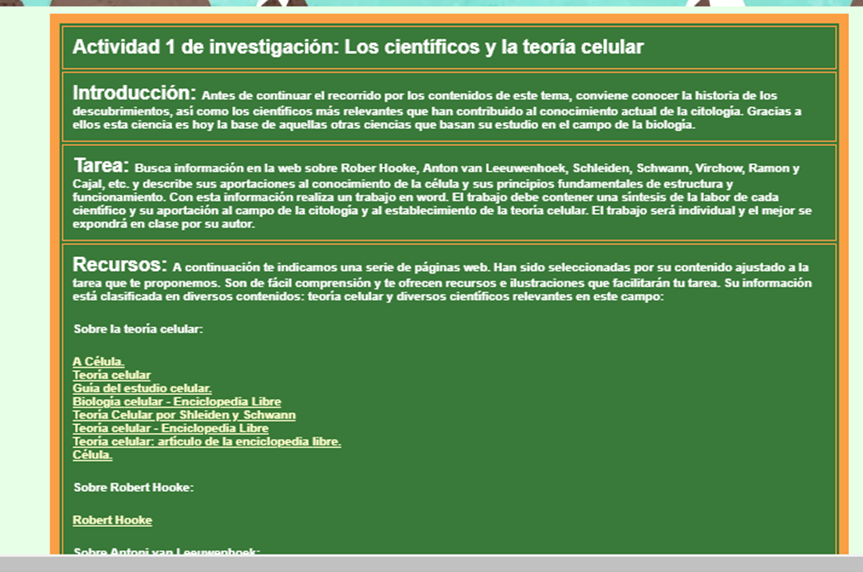 Actividad 1 de investigación: Los científicos y la teoría celular
Introducción: Antes de continuar el recorrido por los contenidos de este tema, conviene conocer la historia de los
descubrimientos, así como los científicos más relevantes que han contribuido al conocimiento actual de la citología. Gracias a
ellos esta ciencia es hoy la base de aquellas otras ciencias que basan su estudio en el campo de la biología.
Tarea: Busca información en la web sobre Rober Hooke, Anton van Leeuwenhoek, Schleiden, Schwann, Virchow, Ramon y
Cajal, etc. y describe sus aportaciones al conocimiento de la célula y sus principios fundamentales de estructura y
funcionamiento. Con esta información realiza un trabajo en word. El trabajo debe contener una síntesis de la labor de cada
científico y su aportación al campo de la citología y al establecimiento de la teoría celular. El trabajo será individual y el mejor se
expondrá en clase por su autor.
Recursos: A continuación te indicamos una serie de páginas web. Han sido seleccionadas por su contenido ajustado a la
tarea que te proponemos. Son de fácil comprensión y te ofrecen recursos e ilustraciones que facilitarán tu tarea. Su información
está clasificada en diversos contenidos: teoría celular y diversos científicos relevantes en este campo:
Sobre la teoría celular:
A Célula.
Teoría celular
Guía del estudio celular.
Biología celular - Enciclopedia Libre
Teoría Celular por Shleiden y Schwann
Teoría celular - Enciclopedia Libre
Teoría celular: artículo de la enciclopedia libre.
Célula.
Sobre Robert Hooke:
Robert Hooke
Sobre Antoni van Leeuwenhoek: